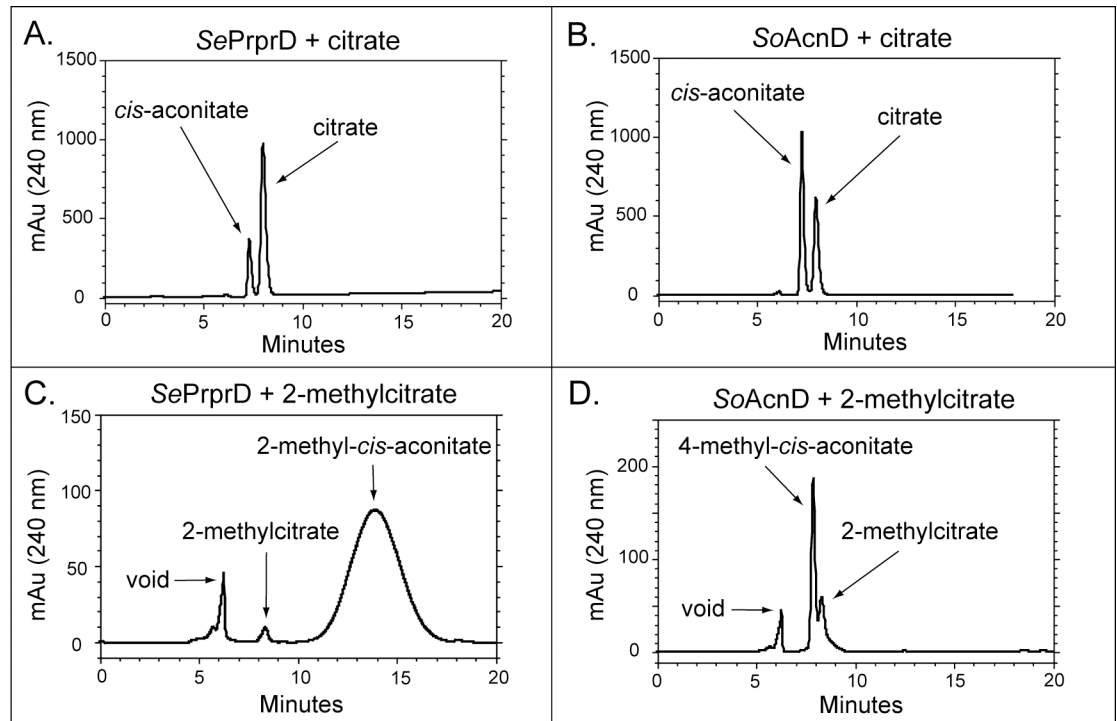 A.
SePrprD + citrate
1500
1000
500
0
mAu (240 nm)
cis-aconitate
citrate
0 5 10 15 20
Minutes
B.
SoAcnD + citrate
1500
1000
500
0
mAu (240 nm)
cis-aconitate
citrate
0 5 10 15 20
Minutes
C.
SePrprD + 2-methylcitrate
150
100
50
0
mAu (240 nm)
2-methyl-cis-aconitate
2-methylcitrate
void
0 5 10 15 20
Minutes
D.
SoAcnD + 2-methylcitrate
200
100
0
mAu (240 nm)
4-methyl-cis-aconitate
2-methylcitrate
void
0 5 10 15 20
Minutes